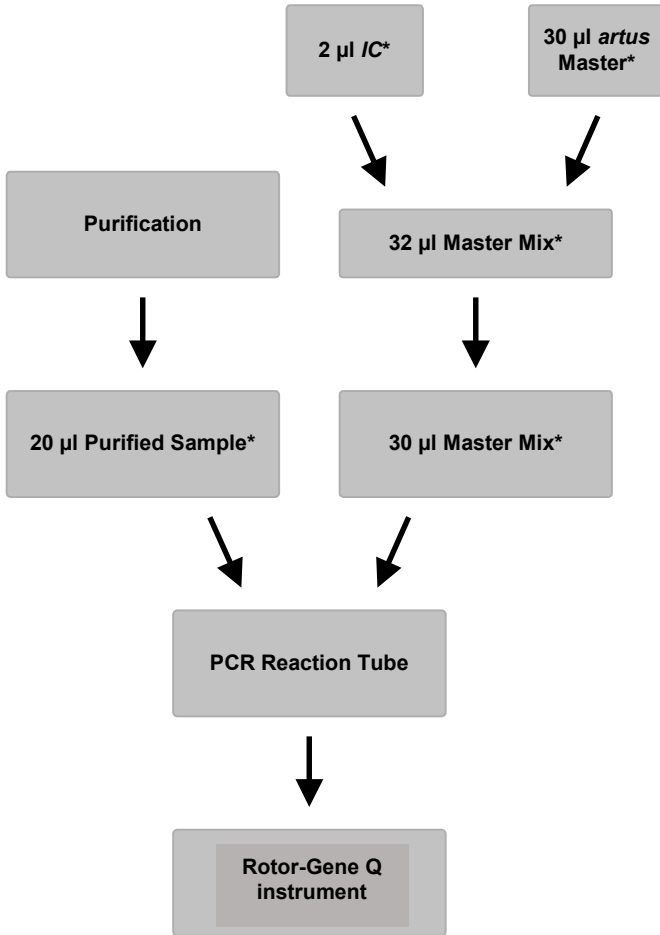 2 µl IC*
30 µl artus
Master*
Purification
32 µl Master Mix*
20 µl Purified Sample*
30 µl Master Mix*
PCR Reaction Tube
Rotor-Gene Q
instrument